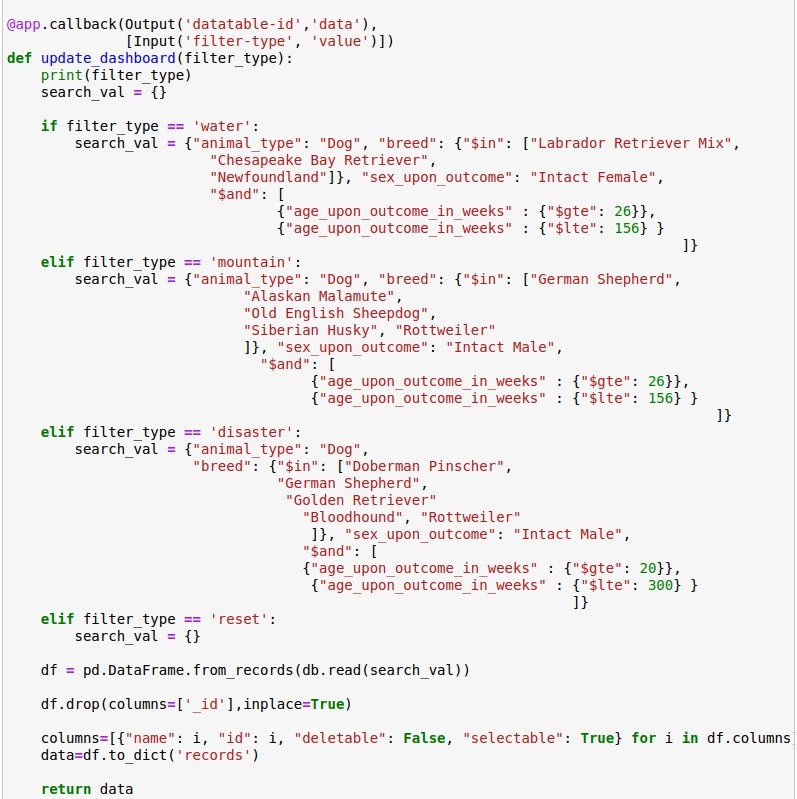 @app.callback(Output('datatable-id','data'),
              [Input('filter-type', 'value')])
def update_dashboard(filter_type):
    print(filter_type)
    search_val = {}

    if filter_type == 'water':
        search_val = {"animal_type": "Dog", "breed": {"$in": ["Labrador Retriever Mix",
                        "Chesapeake Bay Retriever",
                        "Newfoundland"]}, "sex_upon_outcome": "Intact Female",
                        "$and": [
                                {"age_upon_outcome_in_weeks" : {"$gte": 26}},
                                {"age_upon_outcome_in_weeks" : {"$lte": 156} }
                                                                                ]}
    elif filter_type == 'mountain':
        search_val = {"animal_type": "Dog", "breed": {"$in": ["German Shepherd",
                            "Alaskan Malamute",
                            "Old English Sheepdog",
                            "Siberian Husky", "Rottweiler"
                            ]}, "sex_upon_outcome": "Intact Male",
                              "$and": [
                                    {"age_upon_outcome_in_weeks" : {"$gte": 26}},
                                    {"age_upon_outcome_in_weeks" : {"$lte": 156} }
                                                                                    ]}
    elif filter_type == 'disaster':
        search_val = {"animal_type": "Dog",
                      "breed": {"$in": ["Doberman Pinscher",
                                "German Shepherd",
                                 "Golden Retriever"
                                   "Bloodhound", "Rottweiler"
                                    ]}, "sex_upon_outcome": "Intact Male",
                                   "$and": [
                                   {"age_upon_outcome_in_weeks" : {"$gte": 20}},
                                    {"age_upon_outcome_in_weeks" : {"$lte": 300} }
                                                                   ]}
    elif filter_type == 'reset':
        search_val = {}

    df = pd.DataFrame.from_records(db.read(search_val))

    df.drop(columns=['_id'],inplace=True)

    columns=[{"name": i, "id": i, "deletable": False, "selectable": True} for i in df.columns
    data=df.to_dict('records')

    return data